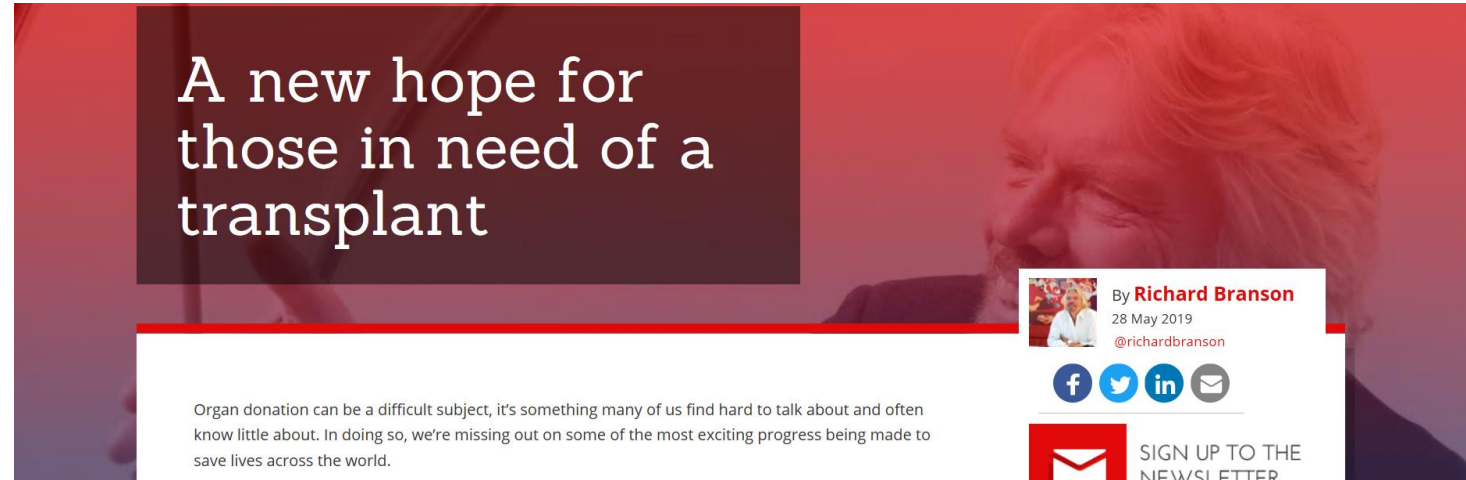 A new hope for
those in need of a
transplant
By Richard Branson
28 May 2019
@richardbranson
Organ donation can be a difficult subject, it's something many of us find hard to talk about and often
know little about. In doing so, we're missing out on some of the most exciting progress being made to
save lives across the world.
SIGN UP TO THE
NEWSLETTER